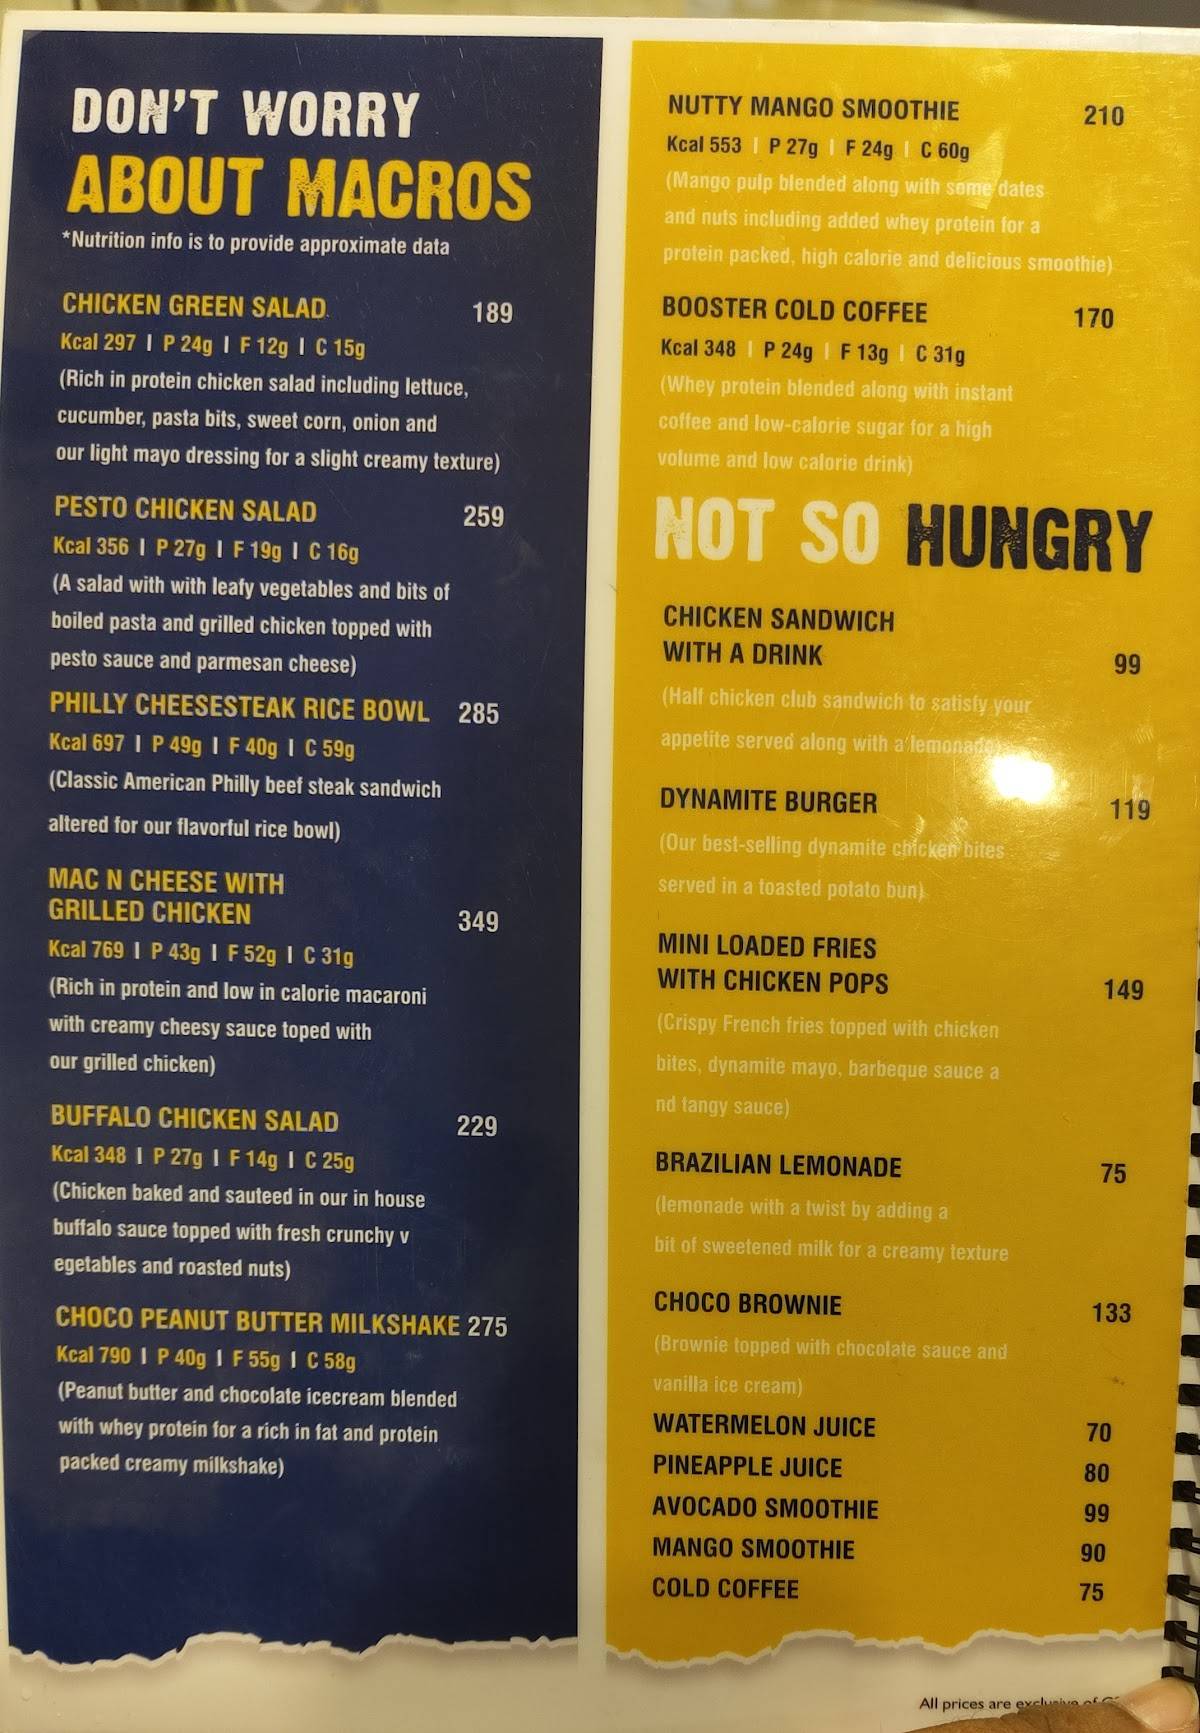 DON'T WORRY
ABOUT MACROS
*Nutrition info is to provide approximate data
CHICKEN GREEN SALAD 189
Kcal 297 | P 24g | F 12g | C 15g
(Rich in protein chicken salad including lettuce,
cucumber, pasta bits, sweet corn, onion and
our light mayo dressing for a slight creamy texture)
PESTO CHICKEN SALAD 259
Kcal 356 | P 27g | F 19g | C 16g
(A salad with with leafy vegetables and bits of
boiled pasta and grilled chicken topped with
pesto sauce and parmesan cheese)
PHILLY CHEESESTEAK RICE BOWL 285
Kcal 697 | P 49g | F 40g | C 59g
(Classic American Philly beef steak sandwich
altered for our flavorful rice bowl)
MAC N CHEESE WITH
GRILLED CHICKEN 349
Kcal 769 | P 43g | F 52g | C 31g
(Rich in protein and low in calorie macaroni
with creamy cheesy sauce toped with
our grilled chicken)
BUFFALO CHICKEN SALAD 229
Kcal 348 | P 27g | F 14g | C 25g
(Chicken baked and sauteed in our in house
buffalo sauce topped with fresh crunchy v
egetables and roasted nuts)
CHOCO PEANUT BUTTER MILKSHAKE 275
Kcal 790 | P 40g | F 55g | C 58g
(Peanut butter and chocolate icecream blended
with whey protein for a rich in fat and protein
packed creamy milkshake)
NUTTY MANGO SMOOTHIE 210
Kcal 553 | P 27g | F 24g | C 60g
(Mango pulp blended along with some dates
and nuts including added whey protein for a
protein packed, high calorie and delicious smoothie)
BOOSTER COLD COFFEE 170
Kcal 348 | P 24g | F 13g | C 31g
(Whey protein blended along with instant
coffee and low-calorie sugar for a high
volume and low calorie drink)
NOT SO HUNGRY
CHICKEN SANDWICH
WITH A DRINK 99
(Half chicken club sandwich to satisfy your
appetite served along with a lemonade)
DYNAMITE BURGER 119
(Our best-selling dynamite chicken bites
served in a toasted potato bun)
MINI LOADED FRIES
WITH CHICKEN POPS 149
(Crispy French fries topped with chicken
bites, dynamite mayo, barbeque sauce a
nd tangy sauce)
BRAZILIAN LEMONADE 75
(lemonade with a twist by adding a
bit of sweetened milk for a creamy texture
CHOCO BROWNIE 133
(Brownie topped with chocolate sauce and
vanilla ice cream)
WATERMELON JUICE 70
PINEAPPLE JUICE 80
AVOCADO SMOOTHIE 99
MANGO SMOOTHIE 90
COLD COFFEE 75
All prices are exclusive of